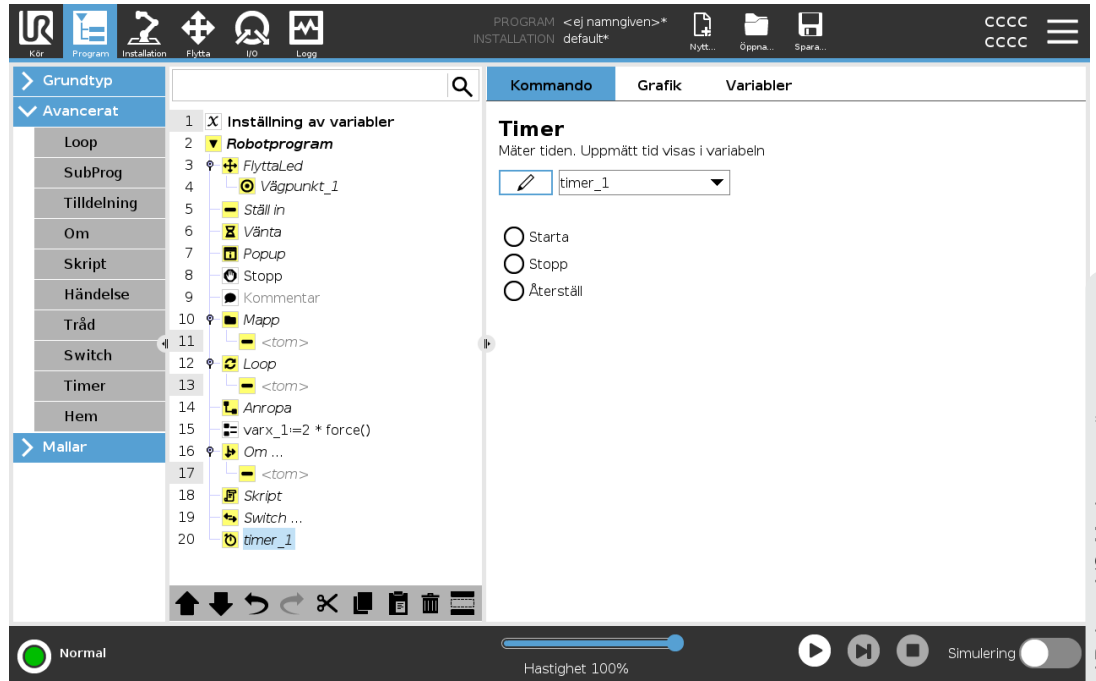 PROGRAM <ej namngiven>*
INSTALLATION default*
UR
Kör
Program
Installation
Flytta
I/O
Logg
Nytt...
Öppna...
Spara...
CCCC
CCCC
Grundtyp
Avancerat
Loop
SubProg
Tilldelning
Om
Skript
Händelse
Tråd
Switch
Timer
Hem
Mallar
1 X Inställning av variabler
2 Robotprogram
3 FlyttaLed
4 Vägpunkt_1
5 Ställ in
6 Vänta
7 Popup
8 Stopp
9 Kommentar
10 Mapp
11 <tom>
12 Loop
13 <tom>
14 Anropa
15 varx_1:=2 * force()
16 Om ...
17 <tom>
18 Skript
19 Switch ...
20 timer_1
Kommando
Grafik
Variabler
Timer
Mäter tiden. Uppmätt tid visas i variabeln
timer_1
Starta
Stopp
Återställ
Normal
Hastighet 100%
Simulering